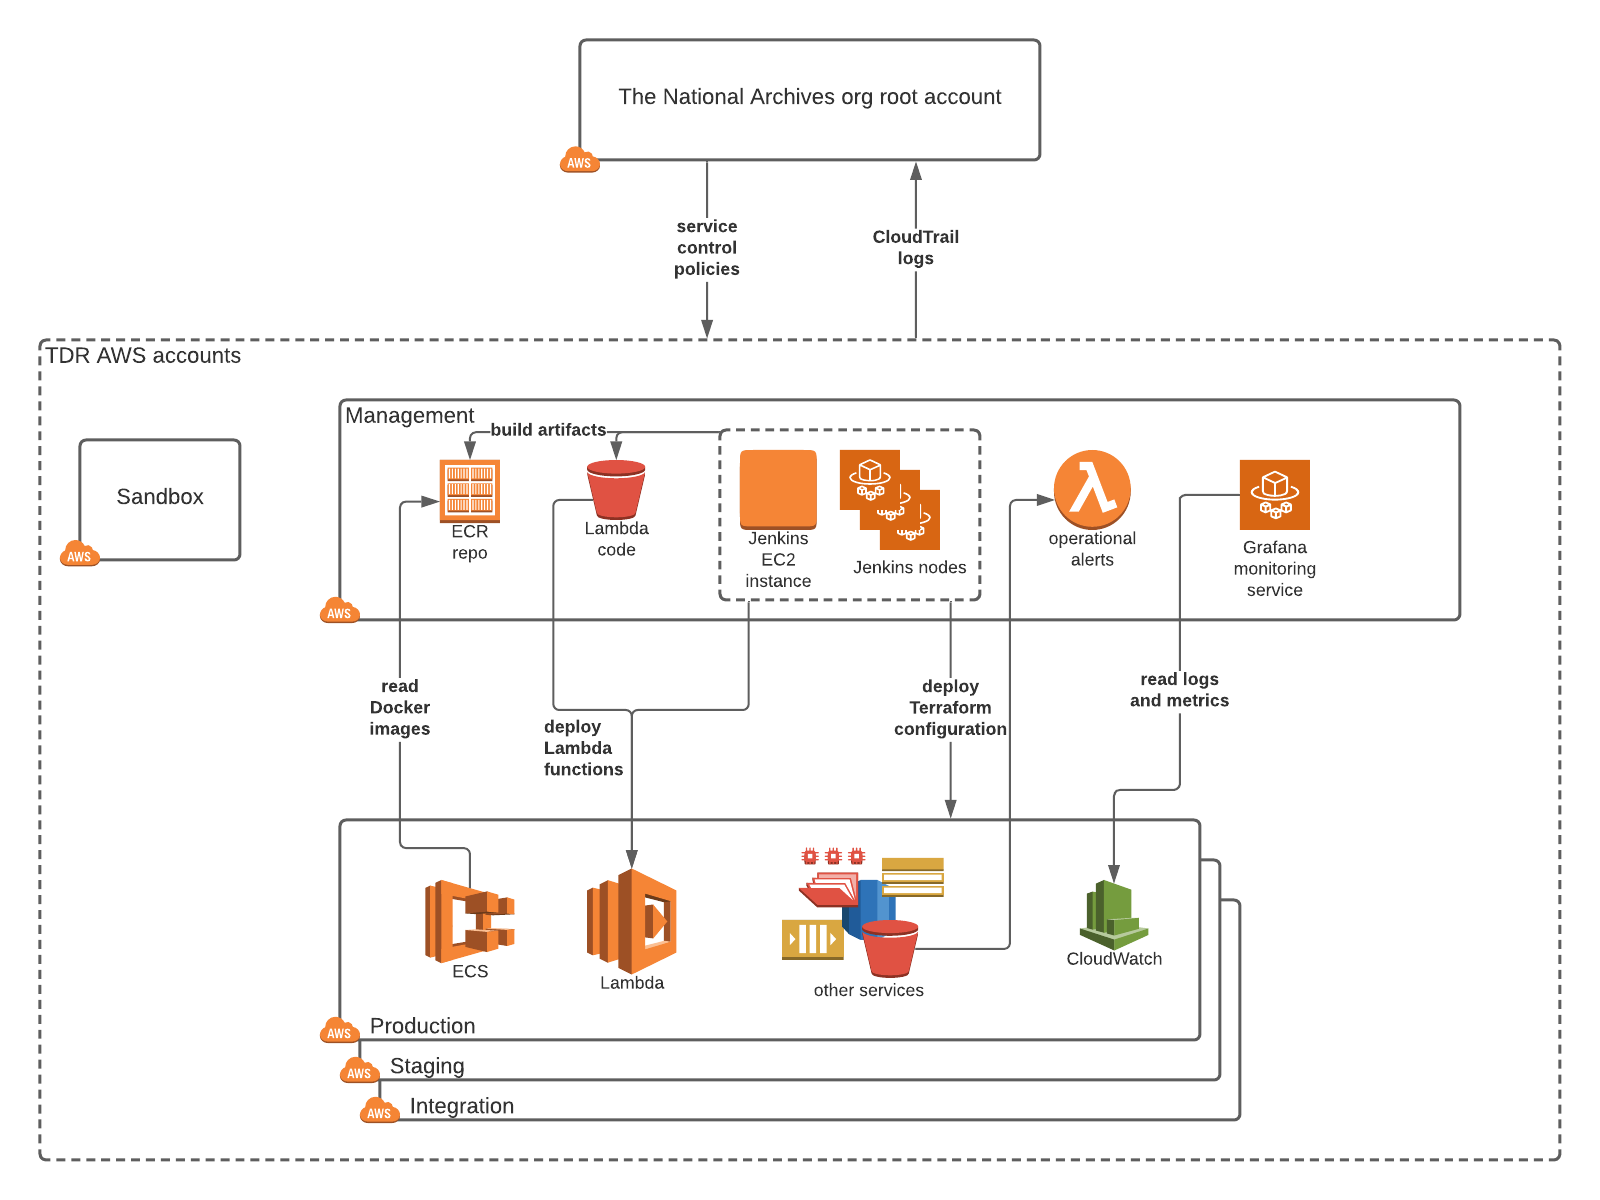 The National Archives org root account
AWS
service
control
policies
CloudTrail
logs
TDR AWS accounts
Management
build artifacts
Sandbox
AWS
ECR
repo
Lambda
code
Jenkins
EC2
instance
Jenkins nodes
operational
alerts
Grafana
monitoring
service
AWS
read
Docker
images
deploy
Lambda
functions
deploy
Terraform
configuration
read logs
and metrics
ECS
Lambda
other services
CloudWatch
AWS
Production
AWS
Staging
AWS
Integration